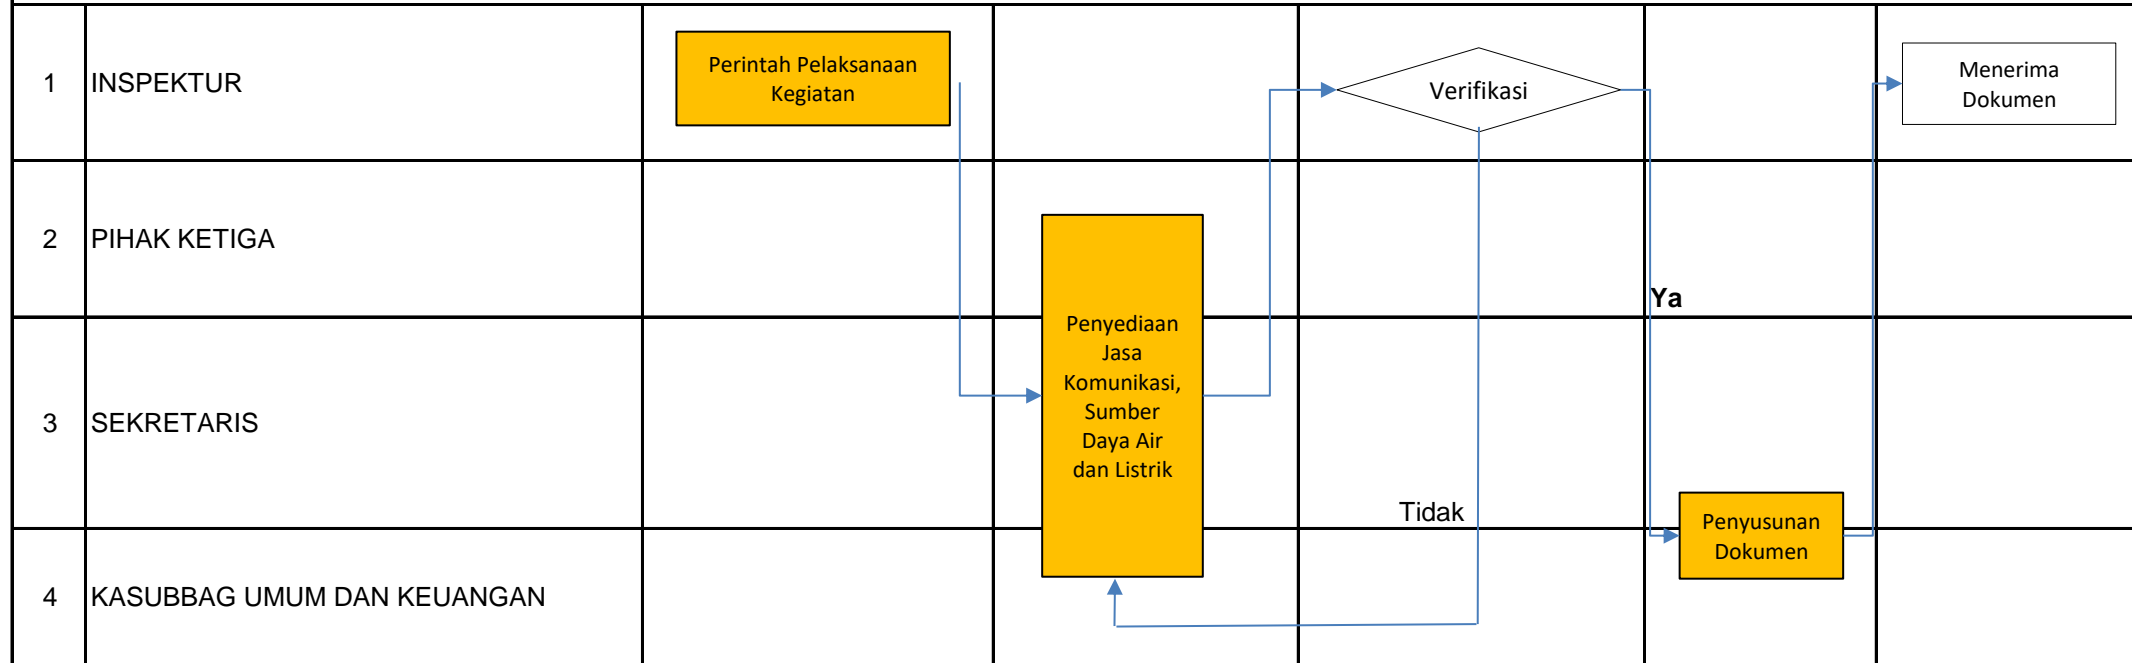 1
INSPEKTUR
Perintah Pelaksanaan
Kegiatan
Verifikasi
Menerima
Dokumen
2
PIHAK KETIGA
Ya
Penyediaan
Jasa
Komunikasi,
Sumber
Daya Air
dan Listrik
3
SEKRETARIS
Tidak
Penyusunan
Dokumen
4
KASUBBAG UMUM DAN KEUANGAN